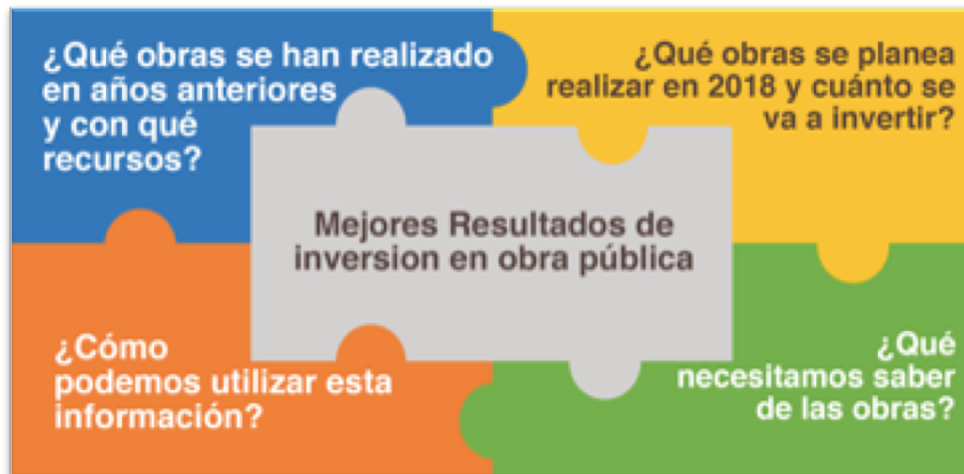 ¿Qué obras se han realizado
en años anteriores
y con qué
recursos?
¿Qué obras se planea
realizar en 2018 y cuánto se
va a invertir?
Mejores Resultados de
inversion en obra pública
¿Cómo
podemos utilizar esta
información?
¿Qué
necesitamos saber
de las obras?